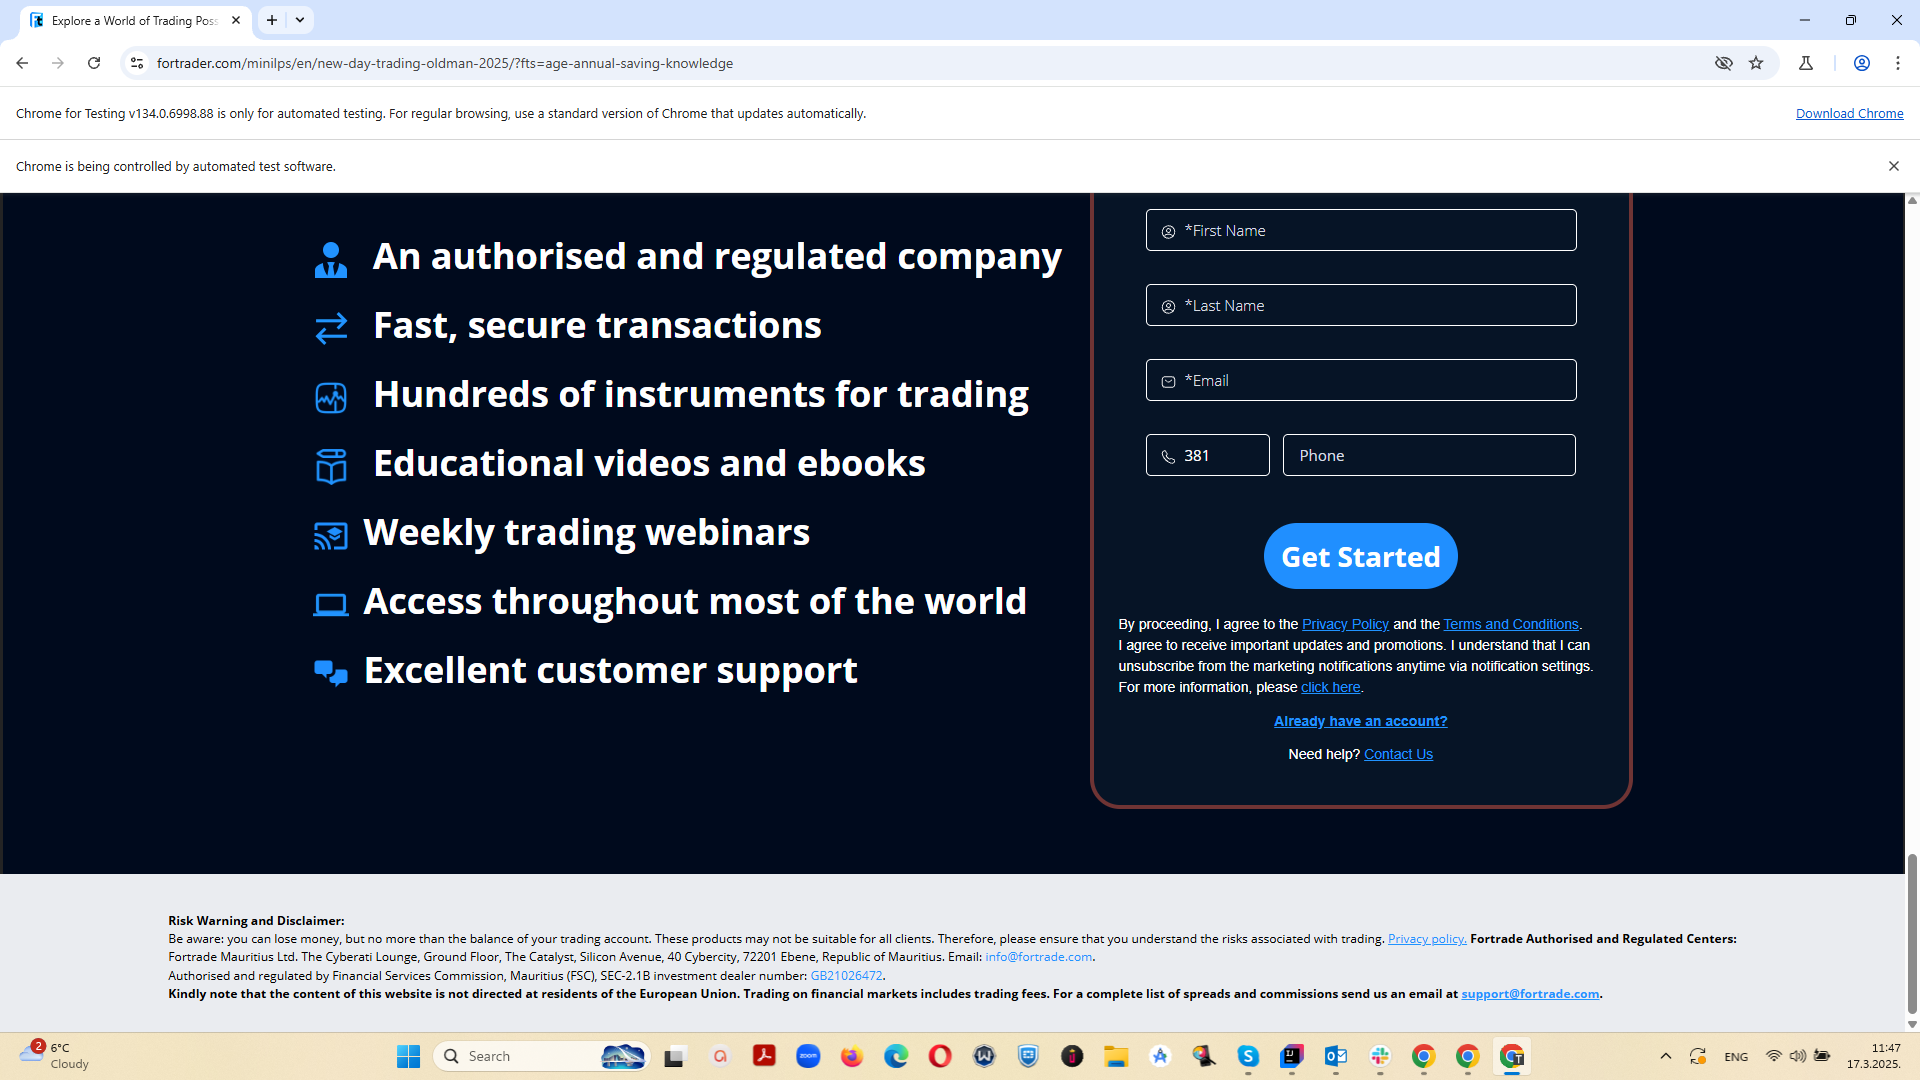 Explore a World of Trading Poss
fortrader.com/minilps/en/new-day-trading-oldman-2025/?fts=age-annual-saving-knowledge
Chrome for Testing v134.0.6998.88 is only for automated testing. For regular browsing, use a standard version of Chrome that updates automatically.
Download Chrome
Chrome is being controlled by automated test software.
An authorised and regulated company
Fast, secure transactions
Hundreds of instruments for trading
Educational videos and ebooks
Weekly trading webinars
Access throughout most of the world
Excellent customer support
*First Name
*Last Name
*Email
381
Phone
Get Started
By proceeding, I agree to the Privacy Policy and the Terms and Conditions.
I agree to receive important updates and promotions. I understand that I can
unsubscribe from the marketing notifications anytime via notification settings.
For more information, please click here.
Already have an account?
Need help? Contact Us
Risk Warning and Disclaimer:
Be aware: you can lose money, but no more than the balance of your trading account. These products may not be suitable for all clients. Therefore, please ensure that you understand the risks associated with trading. Privacy policy. Fortrade Authorised and Regulated Centers:
Fortrade Mauritius Ltd. The Cyberati Lounge, Ground Floor, The Catalyst, Silicon Avenue, 40 Cybercity, 72201 Ebene, Republic of Mauritius. Email: info@fortrade.com.
Authorised and regulated by Financial Services Commission, Mauritius (FSC), SEC-2.1B investment dealer number: GB21026472.
Kindly note that the content of this website is not directed at residents of the European Union. Trading on financial markets includes trading fees. For a complete list of spreads and commissions send us an email at support@fortrade.com.
2
6°C
Cloudy
Search
zoom
ENG
11:47
17.3.2025.